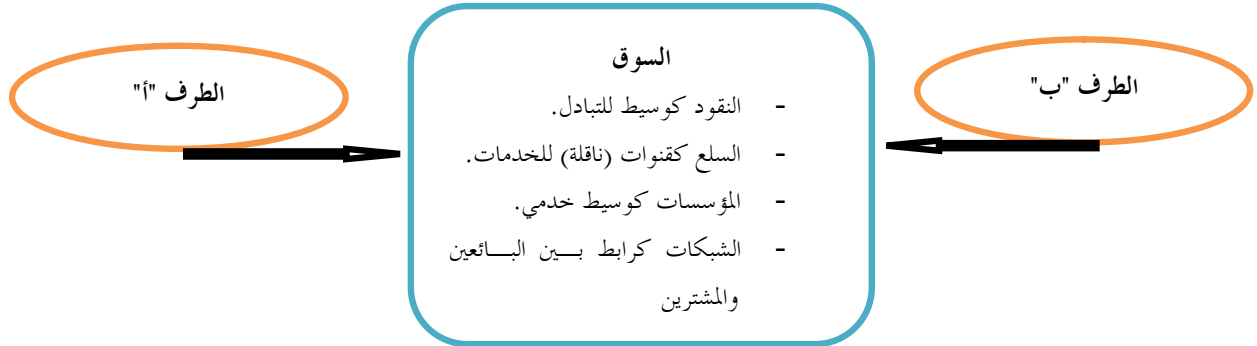 السوق
الطرف "ب"
الطرف "أ"
- النقود كوسيط للتبادل.
- السلع كقنوات (ناقلة) للخدمات.
- المؤسسات كوسيط خدمي.
- الشبكات كرابط بين البائعين
والمشترين